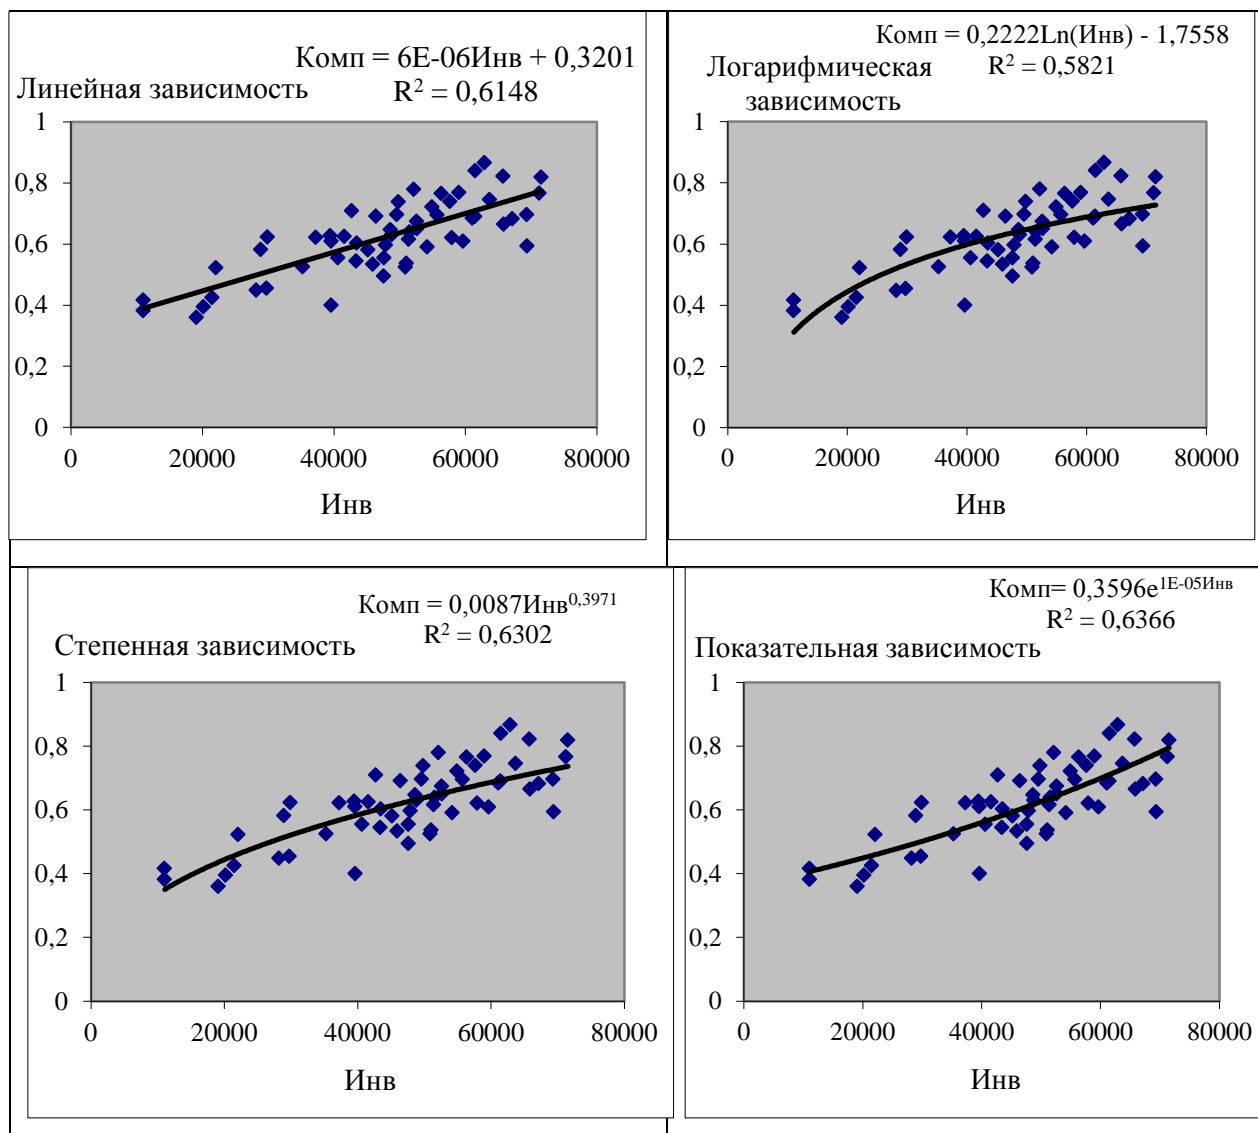 Комп = 6E-06Инв + 0,3201
R² = 0,6148
Линейная зависимость
1
0,8
0,6
0,4
0,2
0
0 20000 40000 60000 80000
Инв
Комп = 0,2222Ln(Инв) - 1,7558
R² = 0,5821
Логарифмическая
зависимость
1
0,8
0,6
0,4
0,2
0
0 20000 40000 60000 80000
Инв
Комп = 0,0087Инв^0,3971
R² = 0,6302
Степенная зависимость
1
0,8
0,6
0,4
0,2
0
0 20000 40000 60000 80000
Инв
Комп= 0,3596e^1E-05Инв
R² = 0,6366
Показательная зависимость
1
0,8
0,6
0,4
0,2
0
0 20000 40000 60000 80000
Инв